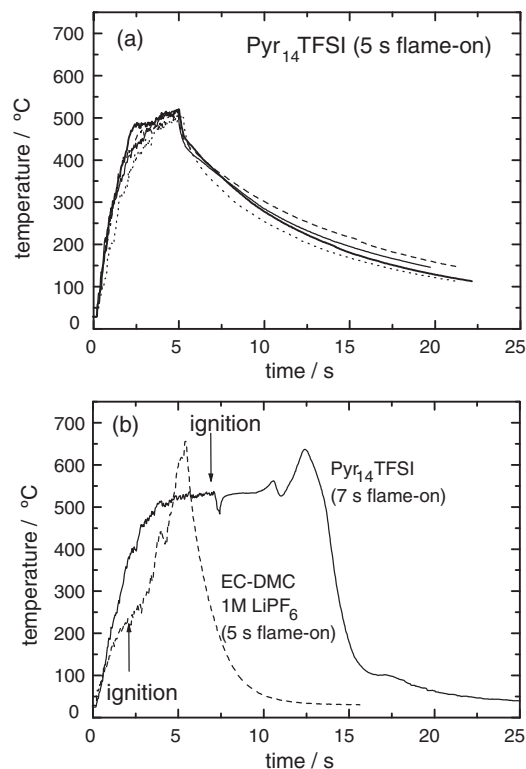 (a)
Pyr₁₄TFSI (5 s flame-on)
temperature / ºC
700
600
500
400
300
200
100
0
0 5 10 15 20 25
time / s
(b)
ignition
Pyr₁₄TFSI
(7 s flame-on)
EC-DMC
1M LiPF₆
(5 s flame-on)
ignition
temperature / ºC
700
600
500
400
300
200
100
0
0 5 10 15 20 25
time / s